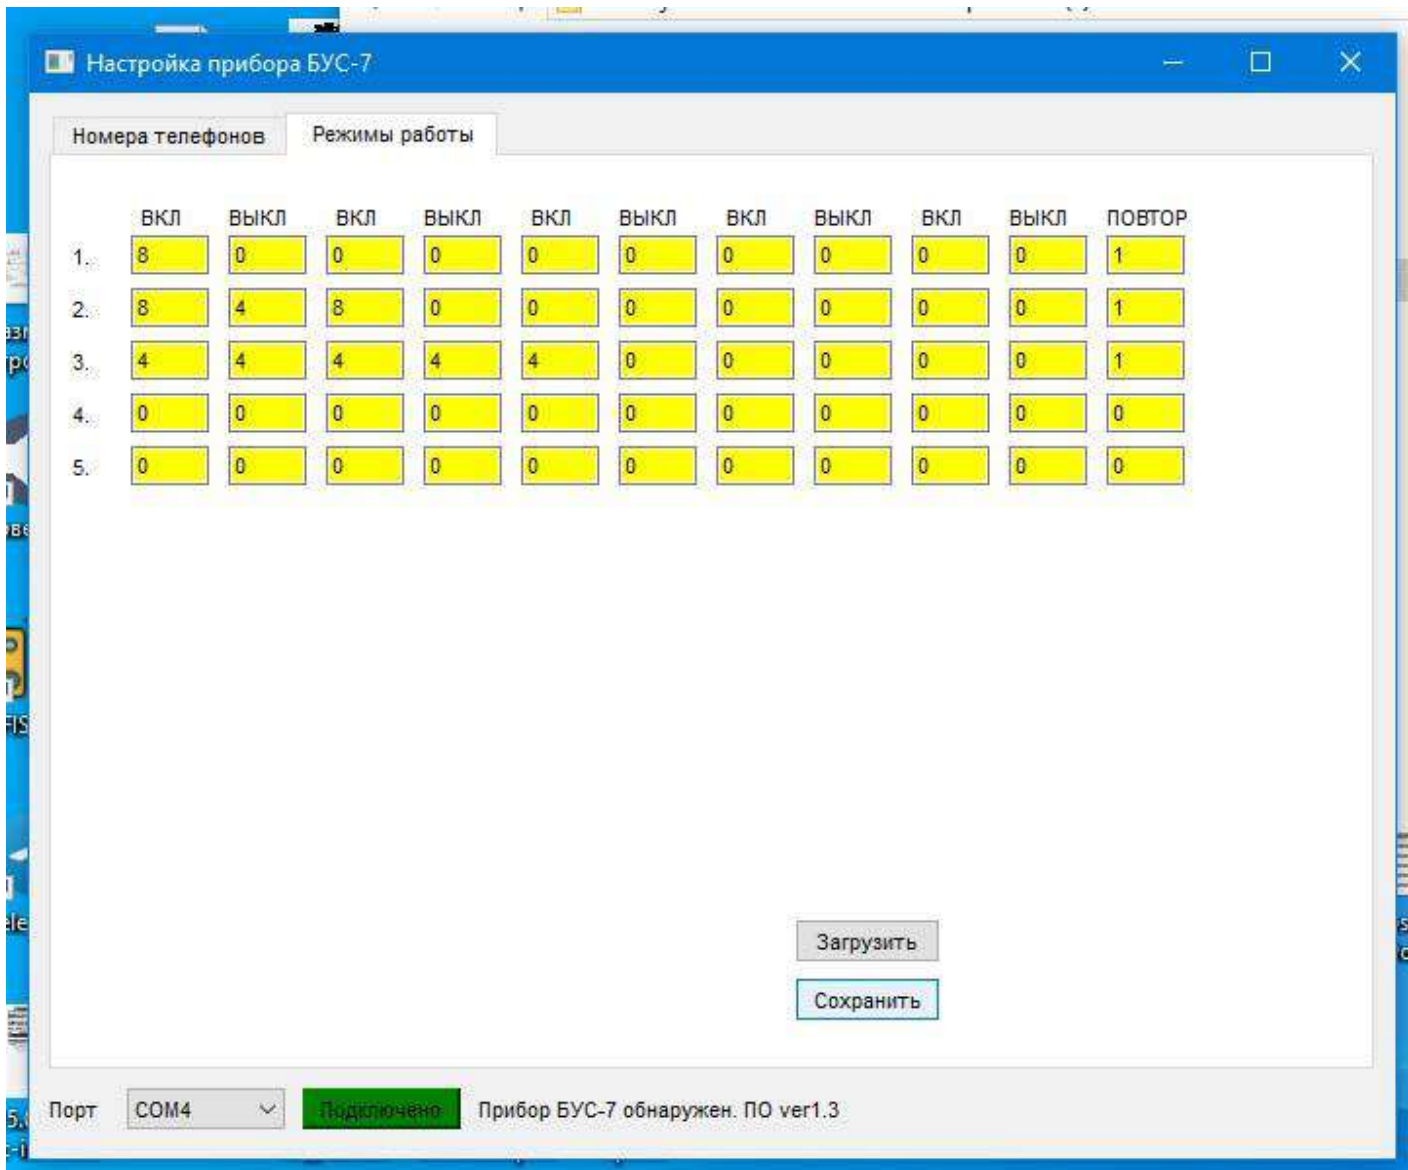 Настройка прибора БУС-7
Номера телефонов Режимы работы
ВКЛ ВЫКЛ ВКЛ ВЫКЛ ВКЛ ВЫКЛ ВКЛ ВЫКЛ ВКЛ ВЫКЛ ПОВТОР
1. 8 0 0 0 0 0 0 0 0 0 1
2. 8 4 8 0 0 0 0 0 0 0 1
3. 4 4 4 4 4 0 0 0 0 0 1
4. 0 0 0 0 0 0 0 0 0 0 0
5. 0 0 0 0 0 0 0 0 0 0 0
Загрузить
Сохранить
Порт COM4 Подключено Прибор БУС-7 обнаружен. ПО ver1.3